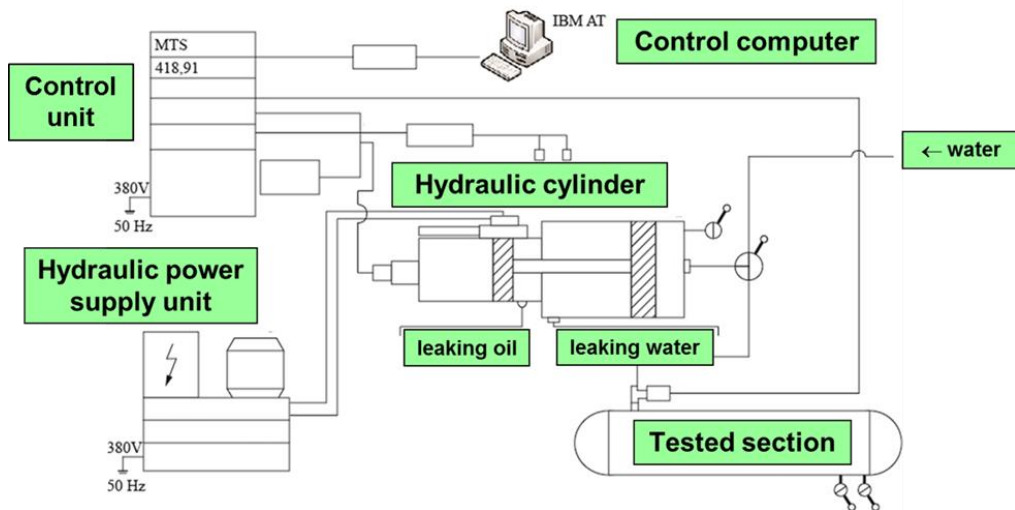 IBM AT
Control computer
MTS
418,91
Control
unit
← water
Hydraulic cylinder
380V
50 Hz
Hydraulic power
supply unit
leaking oil
leaking water
Tested section
380V
50 Hz